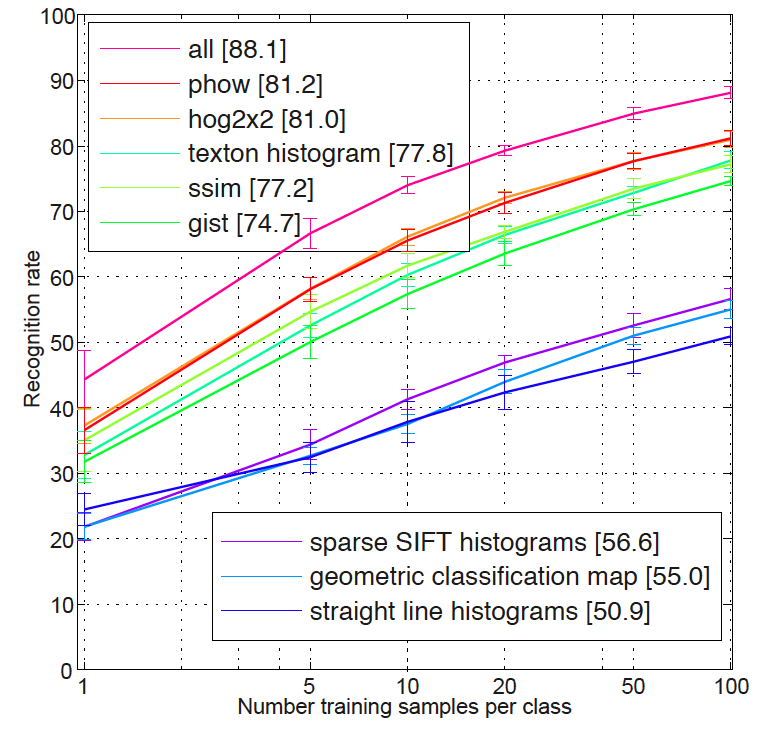 100
90
80
70
60
50
40
30
20
10
0
Recognition rate
all [88.1]
phow [81.2]
hog2x2 [81.0]
texton histogram [77.8]
ssim [77.2]
gist [74.7]
sparse SIFT histograms [56.6]
geometric classification map [55.0]
straight line histograms [50.9]
1 5 10 20 50 100
Number training samples per class